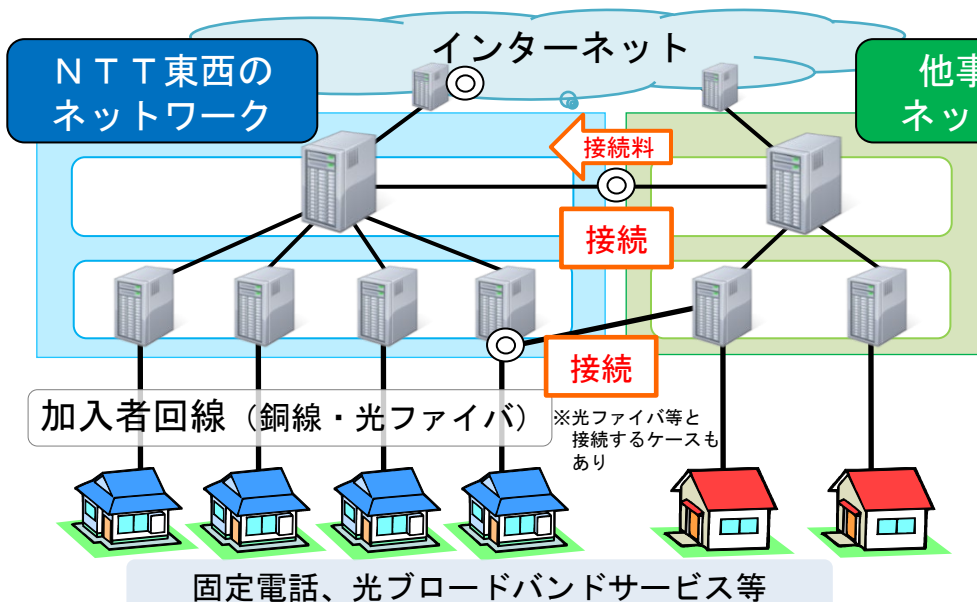 インターネット
ＮＴＴ東西の
ネットワーク
他事
ネッ
接続料
接続
接続
加入者回線（銅線・光ファイバ）
※光ファイバ等と
接続するケースも
あり
固定電話、光ブロードバンドサービス等